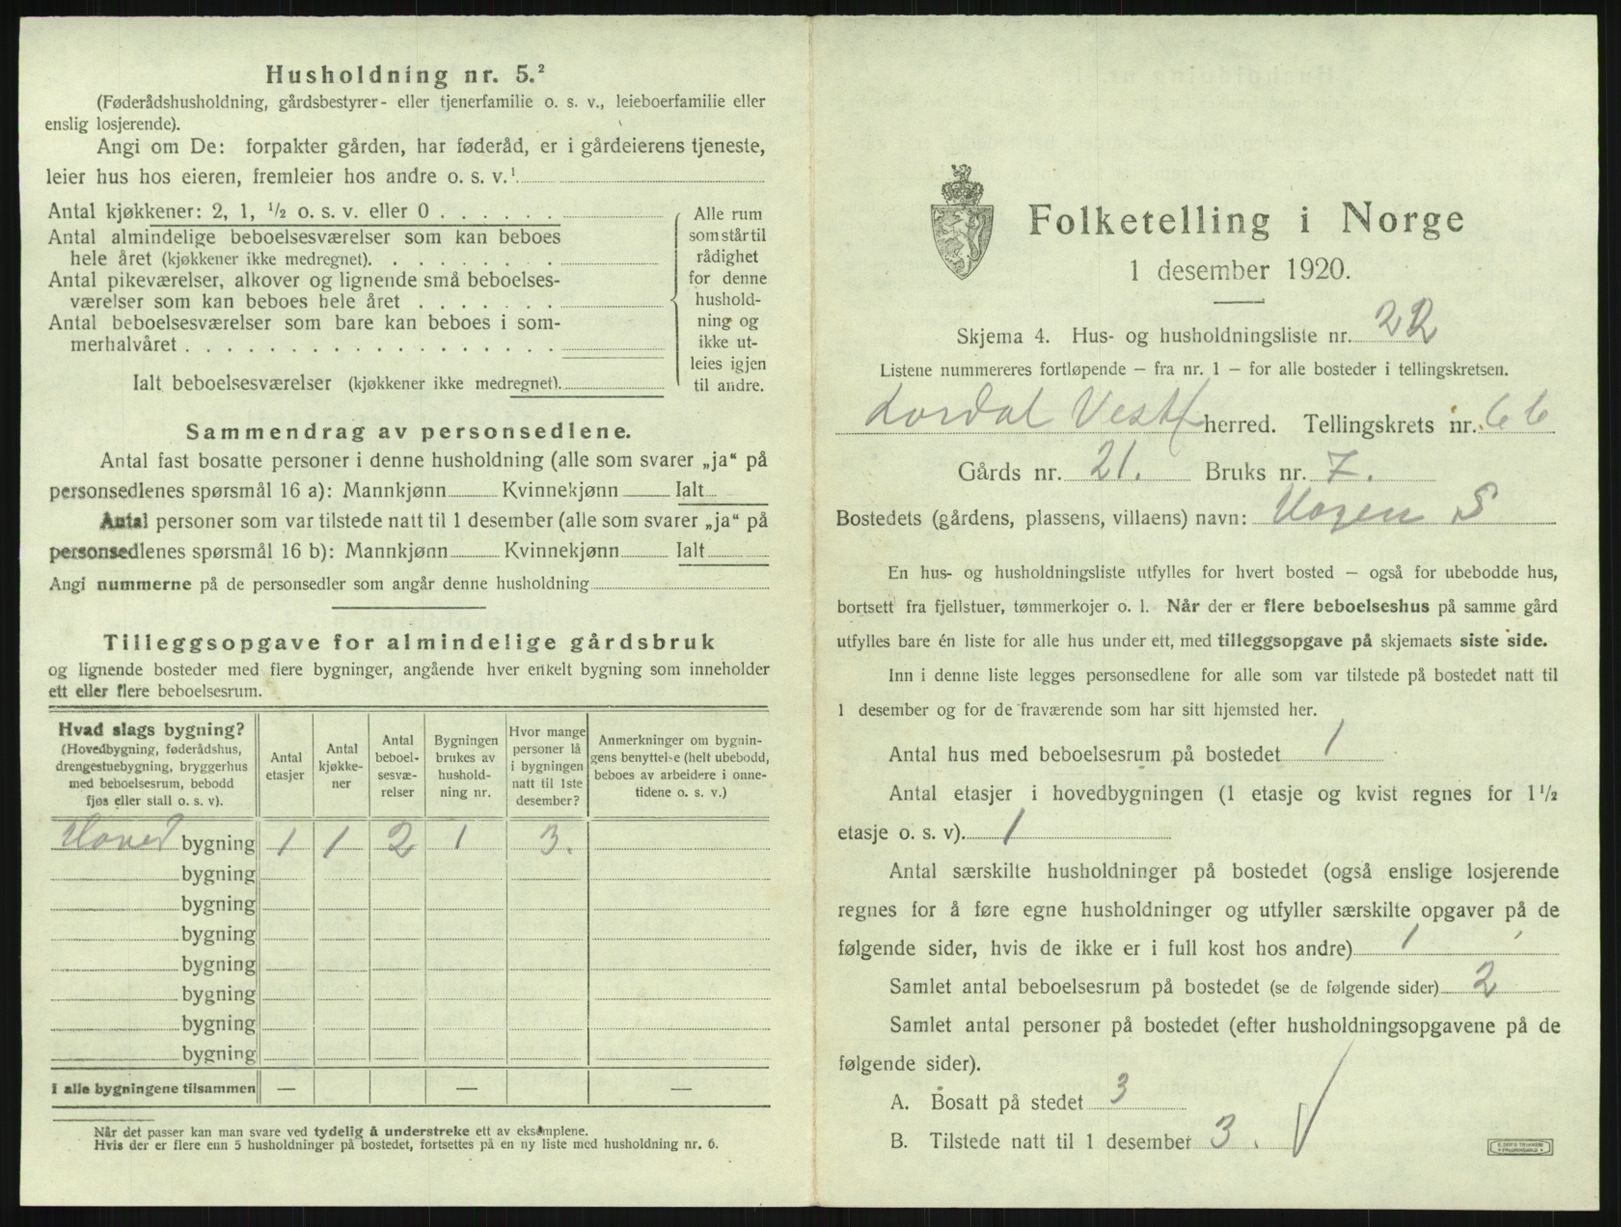 Husholdning nr. 5.²
(Føderådshusholdning, gårdsbestyrer- eller tjenerfamilie o. s. v., leieboerfamilie eller
enslig losjerende).
Angi om De: forpakter gården, har føderåd, er i gårdeierens tjeneste,
leier hus hos eieren, fremleier hos andre o. s. v.¹
Antal kjøkkener: 2, 1, ½ o. s. v. eller 0
Antal almindelige beboelsesværelser som kan beboes
hele året (kjøkkener ikke medregnet).
Antal pikeværelser, alkover og lignende små beboelses-
værelser som kan beboes hele året
Antal beboelsesværelser som bare kan beboes i som-
merhalvåret
Ialt beboelsesværelser (kjøkkener ikke medregnet).
Alle rum
som står til
rådighet
for denne
hushold-
ning og
ikke ut-
leies igjen
til andre.
Sammendrag av personsedlene.
Antal fast bosatte personer i denne husholdning (alle som svarer „ja“ på
personsedlenes spørsmål 16 a): Mannkjønn Kvinnekjønn Ialt
Antal personer som var tilstede natt til 1 desember (alle som svarer „ja“ på
personsedlenes spørsmål 16 b): Mannkjønn Kvinnekjønn Ialt
Angi nummerne på de personsedler som angår denne husholdning
Tilleggsopgave for almindelige gårdsbruk
og lignende bosteder med flere bygninger, angående hver enkelt bygning som inneholder
ett eller flere beboelsesrum.
Hvad slags bygning?
(Hovedbygning, føderådshus,
drengestuebygning, bryggerhus
med beboelsesrum, bebodd
fjøs eller stall o. s. v).
Antal
etasjer
Antal
kjøkke-
ner
Antal
beboel-
sesvæ-
relser
Bygningen
brukes av
hushold-
ning nr.
Hvor mange
personer lå
i bygningen
natt til 1ste
desember?
Anmerkninger om bygnin-
gens benyttelse (helt ubebodd,
beboes av arbeidere i onne-
tidene o. s. v.)
Hoved bygning 1 1 2 1 3.
bygning
bygning
bygning
bygning
bygning
bygning
bygning
I alle bygningene tilsammen — — —
Når det passer kan man svare ved tydelig å understreke ett av eksemplene.
Hvis der er flere enn 5 husholdninger på bostedet, fortsettes på en ny liste med husholdning nr. 6.
Folketelling i Norge
1 desember 1920.
Skjema 4. Hus- og husholdningsliste nr. 22
Listene nummereres fortløpende – fra nr. 1 – for alle bosteder i tellingskretsen.
herred. Tellingskrets nr. 6
Gårds nr. 21. Bruks nr. 7.
Bostedets (gårdens, plassens, villaens) navn: Hagen S
En hus- og husholdningsliste utfylles for hvert bosted – også for ubebodde hus,
bortsett fra fjellstuer, tømmerkojer o. l. Når der er flere beboelseshus på samme gård
utfylles bare én liste for alle hus under ett, med tilleggsopgave på skjemaets siste side.
Inn i denne liste legges personsedlene for alle som var tilstede på bostedet natt til
1 desember og for de fraværende som har sitt hjemsted her.
Antal hus med beboelsesrum på bostedet 1
Antal etasjer i hovedbygningen (1 etasje og kvist regnes for 1½
etasje o. s. v). 1
Antal særskilte husholdninger på bostedet (også enslige losjerende
regnes for å føre egne husholdninger og utfyller særskilte opgaver på de
følgende sider, hvis de ikke er i full kost hos andre) 1
Samlet antal beboelsesrum på bostedet (se de følgende sider) 2
Samlet antal personer på bostedet (efter husholdningsopgavene på de
følgende sider).
A. Bosatt på stedet 3
B. Tilstede natt til 1 desember 3.